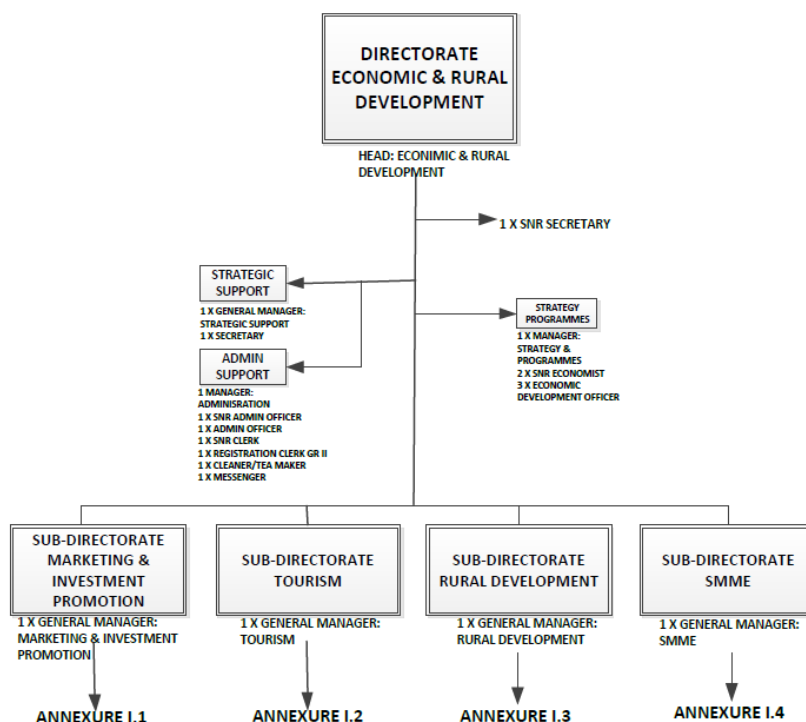 DIRECTORATE
ECONOMIC & RURAL
DEVELOPMENT
HEAD: ECONIMIC & RURAL
DEVELOPMENT
1 X SNR SECRETARY
STRATEGIC
SUPPORT
1 X GENERAL MANAGER:
STRATEGIC SUPPORT
1 X SECRETARY
STRATEGY
PROGRAMMES
1 X MANAGER:
STRATEGY &
PROGRAMMES
2 X SNR ECONOMIST
3 X ECONOMIC
DEVELOPMENT OFFICER
ADMIN
SUPPORT
1 MANAGER:
ADMINISRATION
1 X SNR ADMIN OFFICER
1 X ADMIN OFFICER
1 X SNR CLERK
1 X REGISTRATION CLERK GR II
1 X CLEANER/TEA MAKER
1 X MESSENGER
SUB-DIRECTORATE
MARKETING &
INVESTMENT
PROMOTION
1 X GENERAL MANAGER:
MARKETING & INVESTMENT
PROMOTION
ANNEXURE I.1
SUB-DIRECTORATE
TOURISM
1 X GENERAL MANAGER:
TOURISM
ANNEXURE I.2
SUB-DIRECTORATE
RURAL DEVELOPMENT
1 X GENERAL MANAGER:
RURAL DEVELOPMENT
ANNEXURE I.3
SUB-DIRECTORATE
SMME
1 X GENERAL MANAGER:
SMME
ANNEXURE I.4